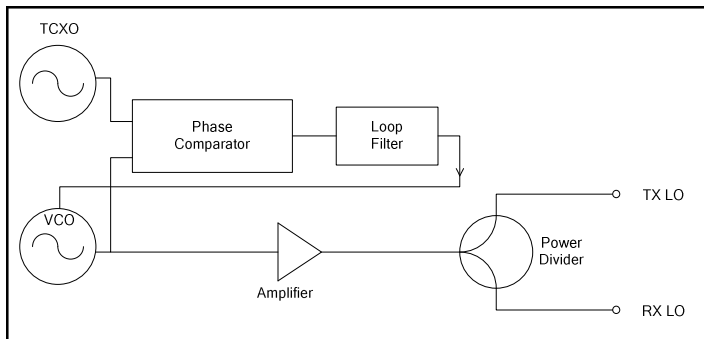 TCXO
Phase
Comparator
Loop
Filter
VCO
Amplifier
Power
Divider
TX LO
RX LO